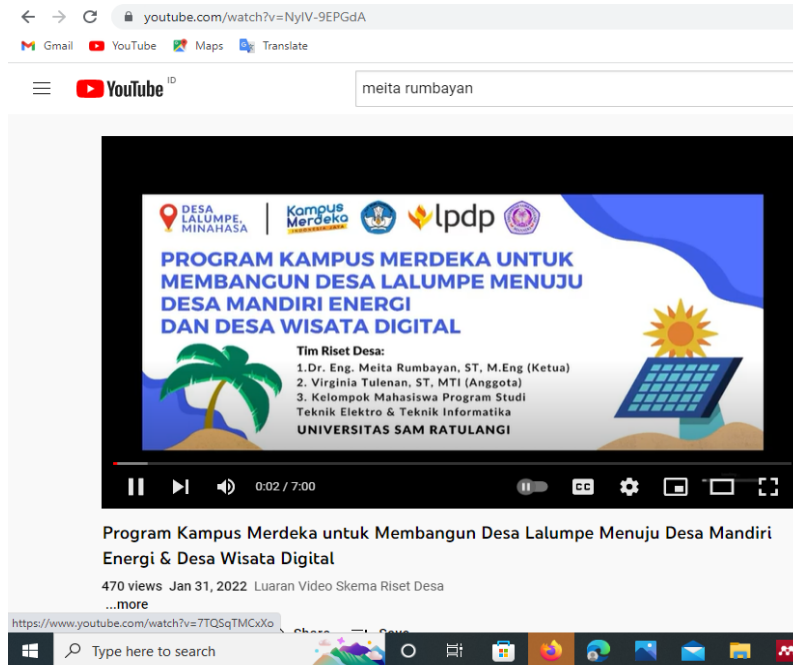 youtube.com/watch?v=NyIV-9EPGdA
Gmail YouTube Maps Translate
YouTube ID
meita rumbayan
DESA LALUMPE, MINAHASA
Kampus Merdeka
INDONESIA JAYA
lpdp
PROGRAM KAMPUS MERDEKA UNTUK
MEMBANGUN DESA LALUMPE MENUJU
DESA MANDIRI ENERGI
DAN DESA WISATA DIGITAL
Tim Riset Desa:
1.Dr. Eng. Meita Rumbayan, ST, M.Eng (Ketua)
2. Virginia Tulenan, ST, MTI (Anggota)
3. Kelompok Mahasiswa Program Studi
Teknik Elektro & Teknik Informatika
UNIVERSITAS SAM RATULANGI
0:02 / 7:00
CC
Program Kampus Merdeka untuk Membangun Desa Lalumpe Menuju Desa Mandiri
Energi & Desa Wisata Digital
470 views Jan 31, 2022 Luaran Video Skema Riset Desa
...more
https://www.youtube.com/watch?v=7TQSqTMCxXo
Share Save
Type here to search